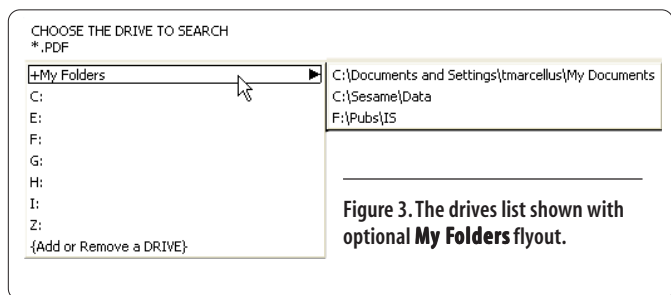 CHOOSE THE DRIVE TO SEARCH
*.PDF
+My Folders
C:
E:
F:
G:
H:
I:
Z:
{Add or Remove a DRIVE}
C:\Documents and Settings\tmarcellus\My Documents
C:\Sesame\Data
F:\Pubs\IS
Figure 3. The drives list shown with
optional My Folders flyout.